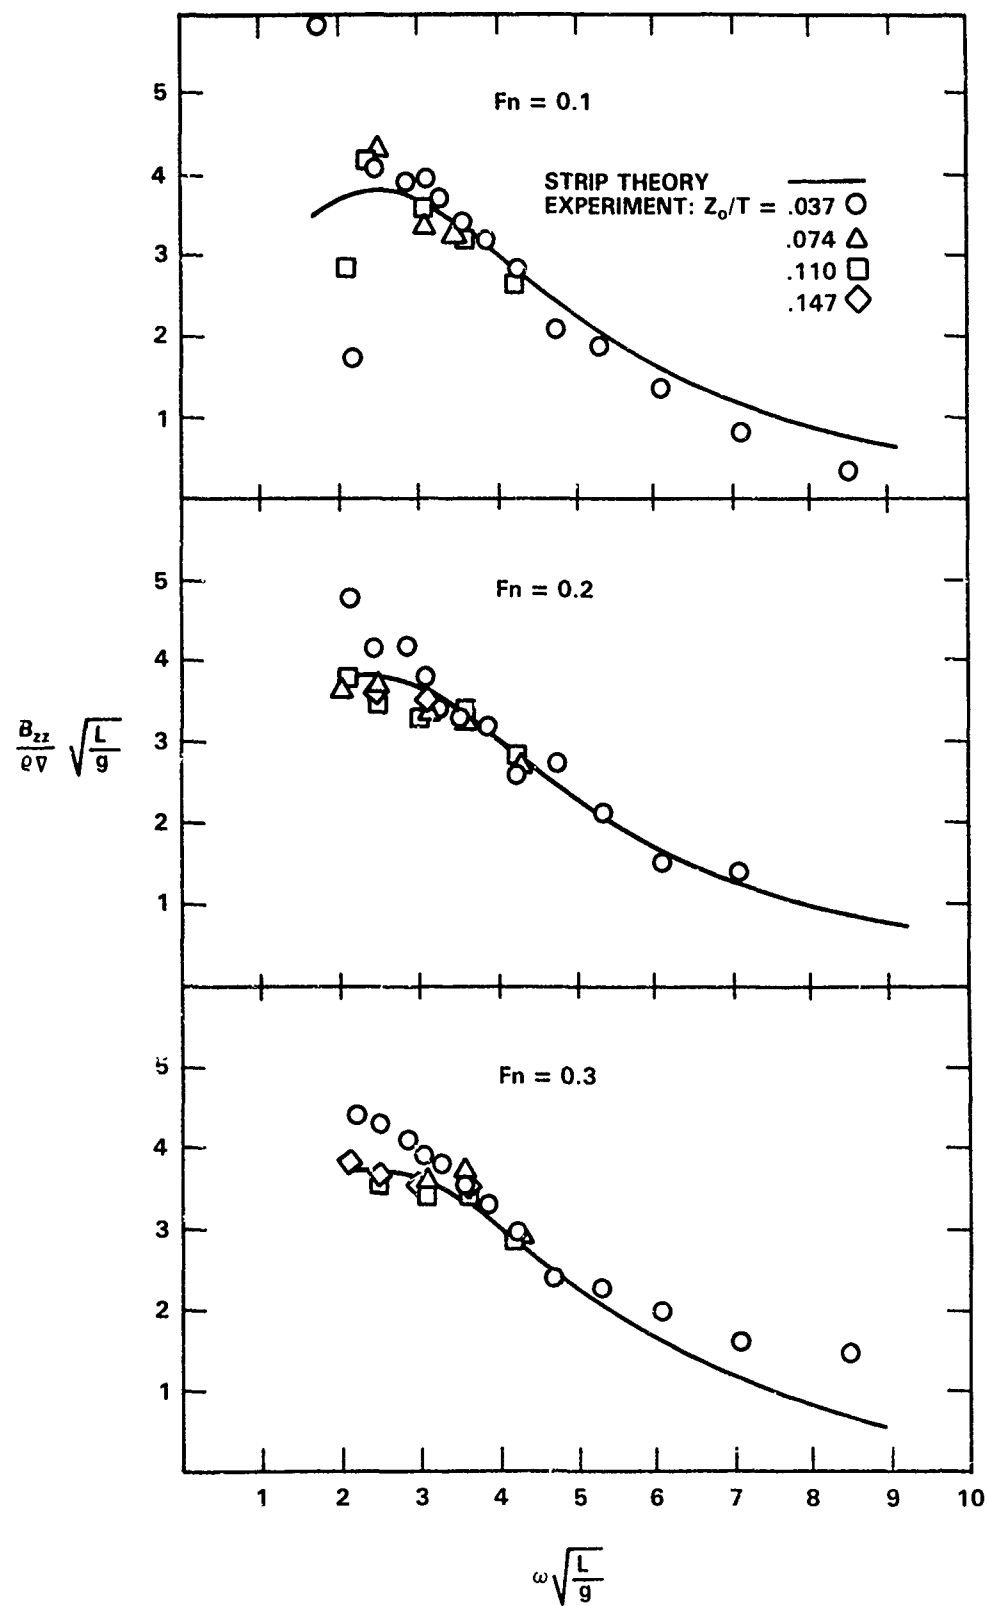 5
Fn = 0.1
4
STRIP THEORY
EXPERIMENT: Zₒ/T = .037
.074
3
.110
.147
2
1
5
Fn = 0.2
4
B_zz / ϱ∇ √L/g
3
2
1
5
Fn = 0.3
4
3
2
1
1 2 3 4 5 6 7 8 9 10
ω√L/g